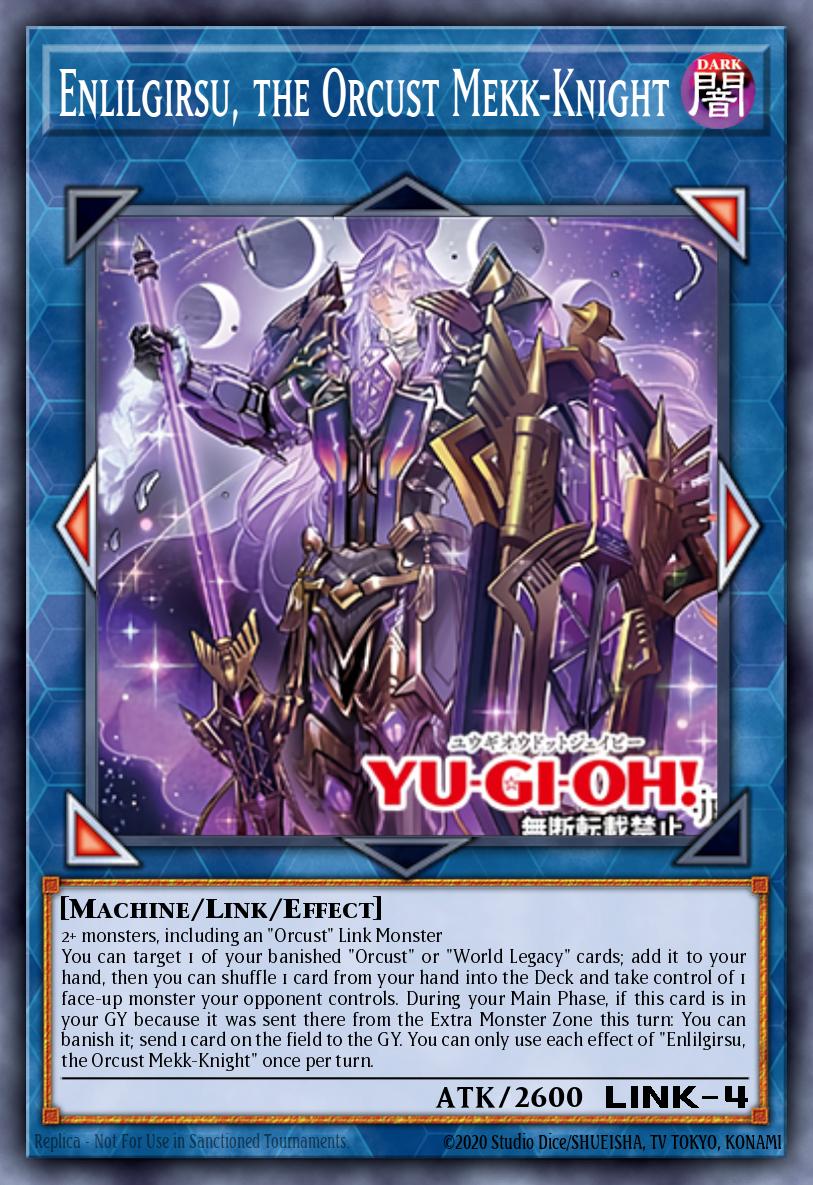 Enlilgirsu, the Orcust Mekk-Knight
DARK
闇
ユウギオウドットジェイピー
YU-GI-OH!.jp
無断転載禁止
[Machine/Link/Effect]
2+ monsters, including an "Orcust" Link Monster
You can target 1 of your banished "Orcust" or "World Legacy" cards; add it to your
hand, then you can shuffle 1 card from your hand into the Deck and take control of 1
face-up monster your opponent controls. During your Main Phase, if this card is in
your GY because it was sent there from the Extra Monster Zone this turn: You can
banish it; send 1 card on the field to the GY. You can only use each effect of "Enlilgirsu,
the Orcust Mekk-Knight" once per turn.
ATK/2600 LINK-4
Replica - Not For Use in Sanctioned Tournaments.
©2020 Studio Dice/SHUEISHA, TV TOKYO, KONAMI